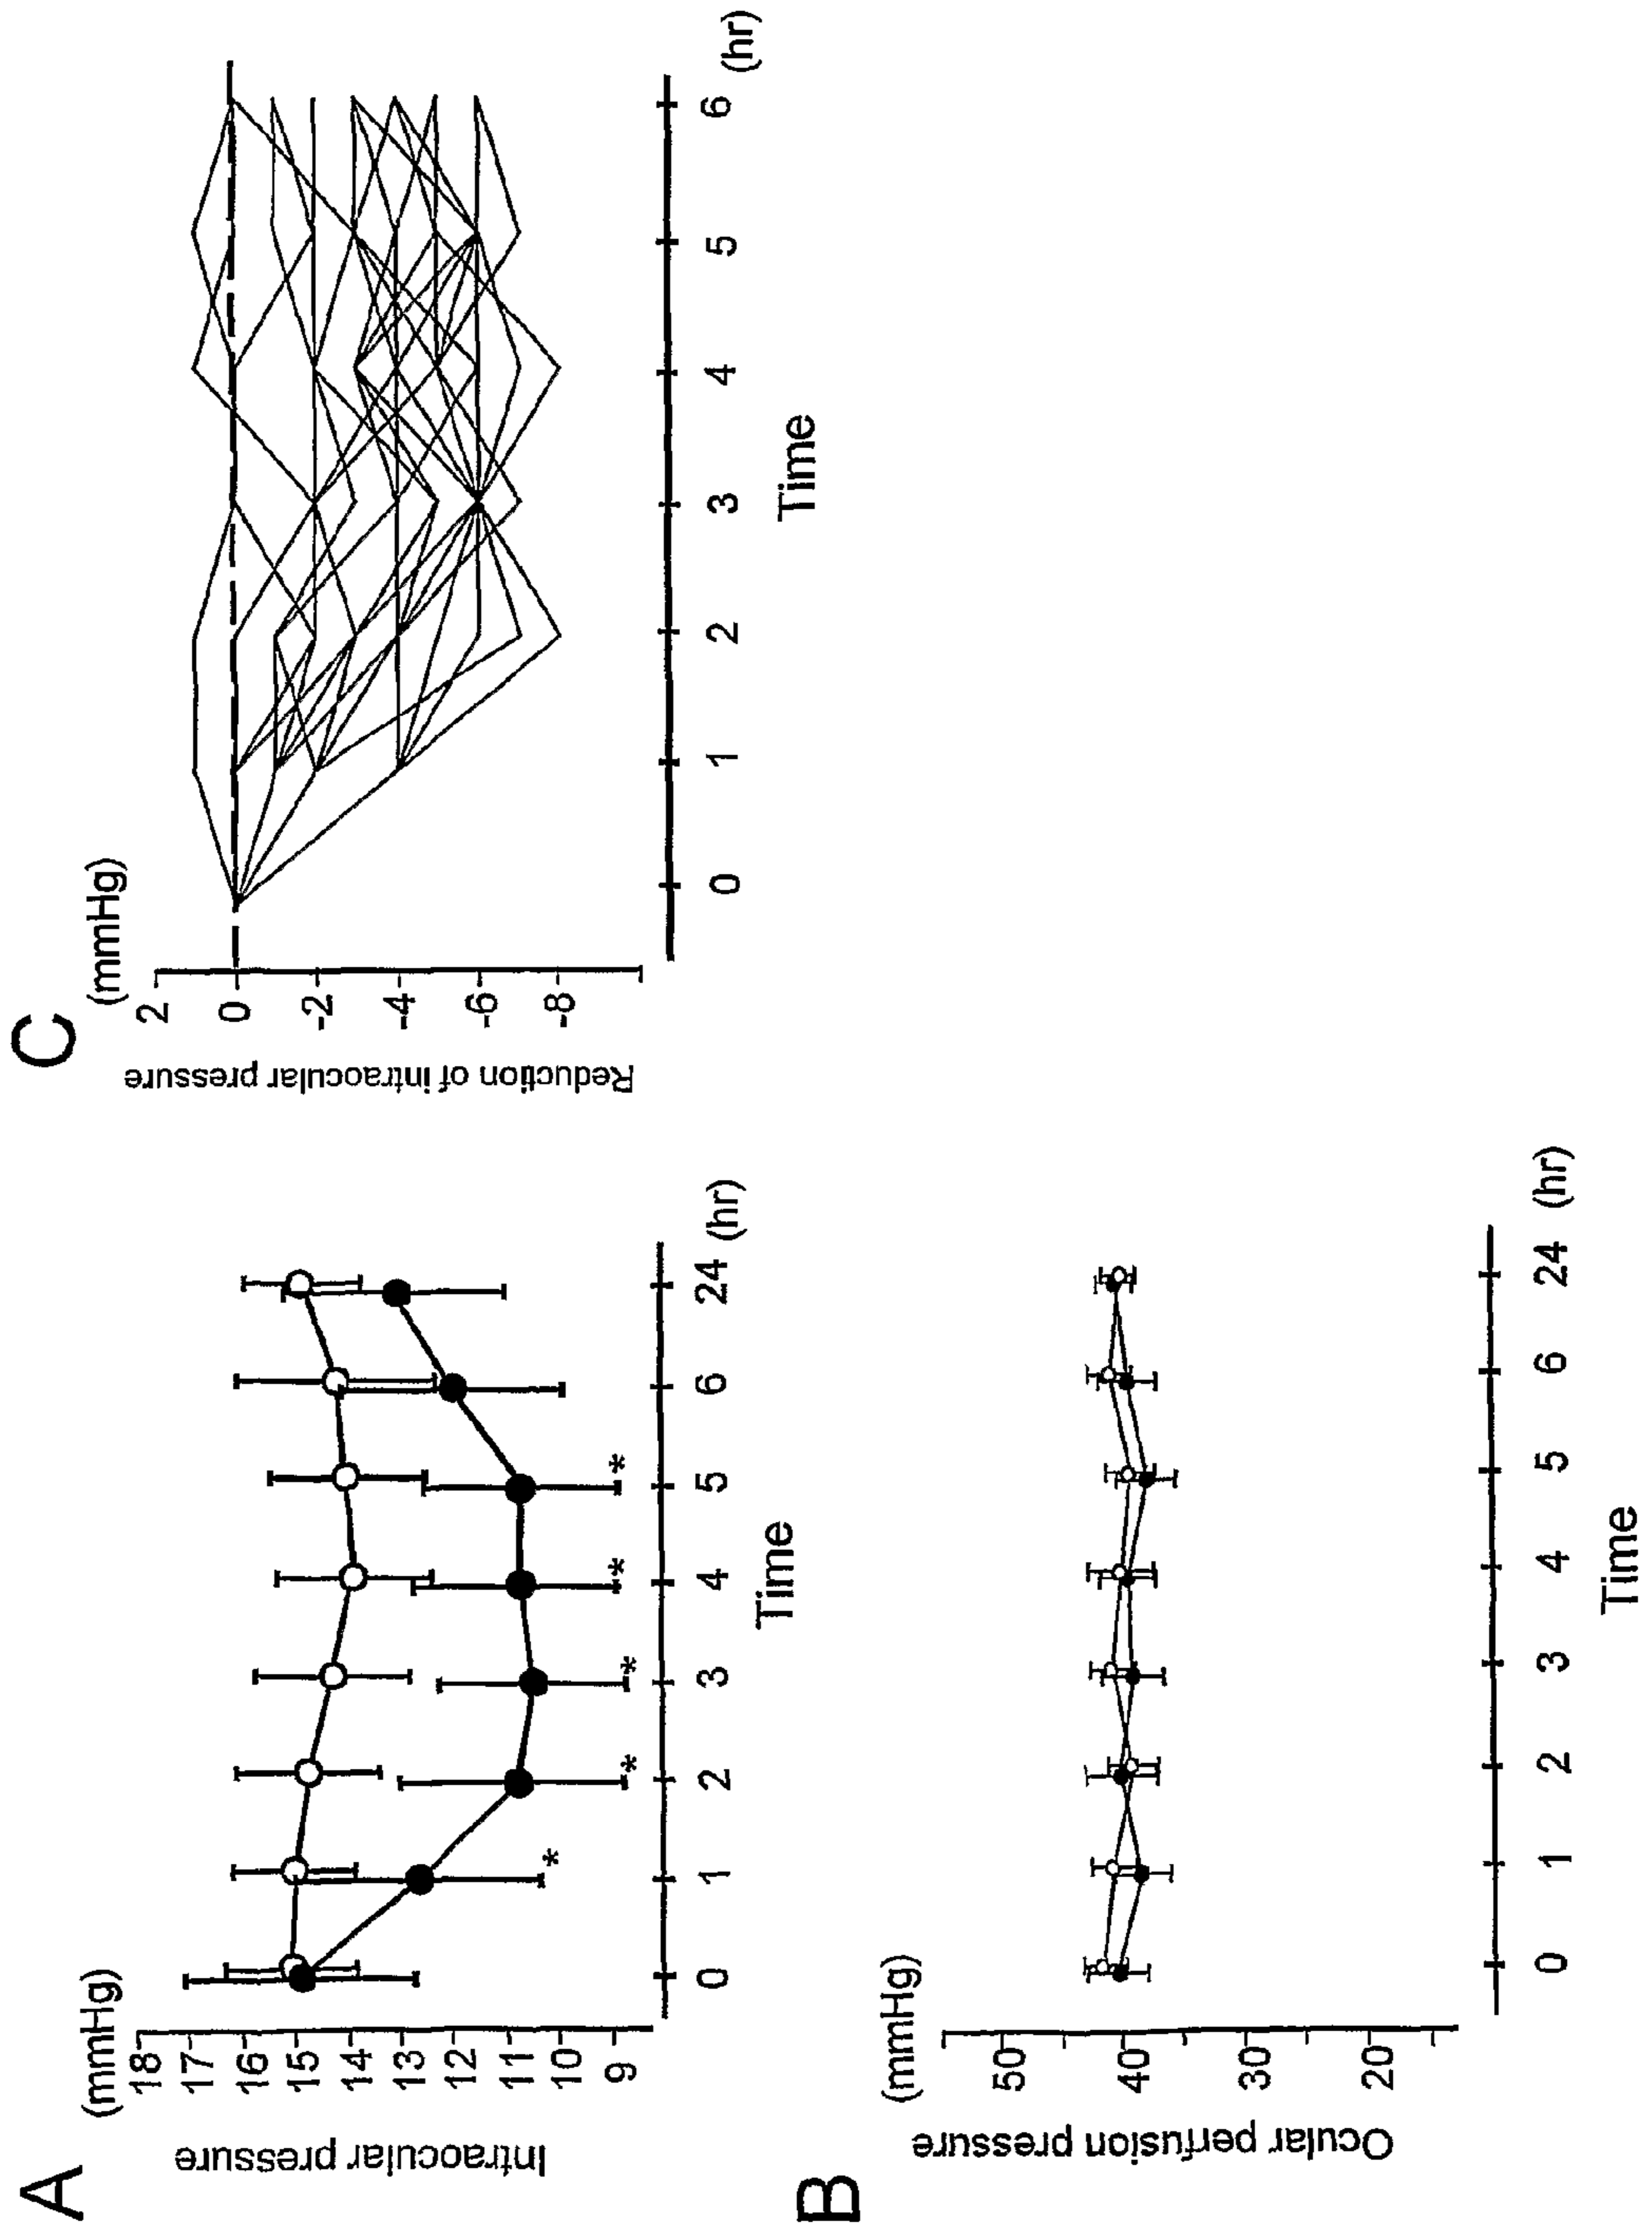 A
(mmHg)
Intraocular pressure
18
17
16
15
14
13
12
11
10
9
* * * * *
0 1 2 3 4 5 6 24 (hr)
Time
B
(mmHg)
Ocular perfusion pressure
50
40
30
20
0 1 2 3 4 5 6 24 (hr)
Time
C
(mmHg)
Reduction of intraocular pressure
2
0
-2
-4
-6
-8
0 1 2 3 4 5 6 (hr)
Time